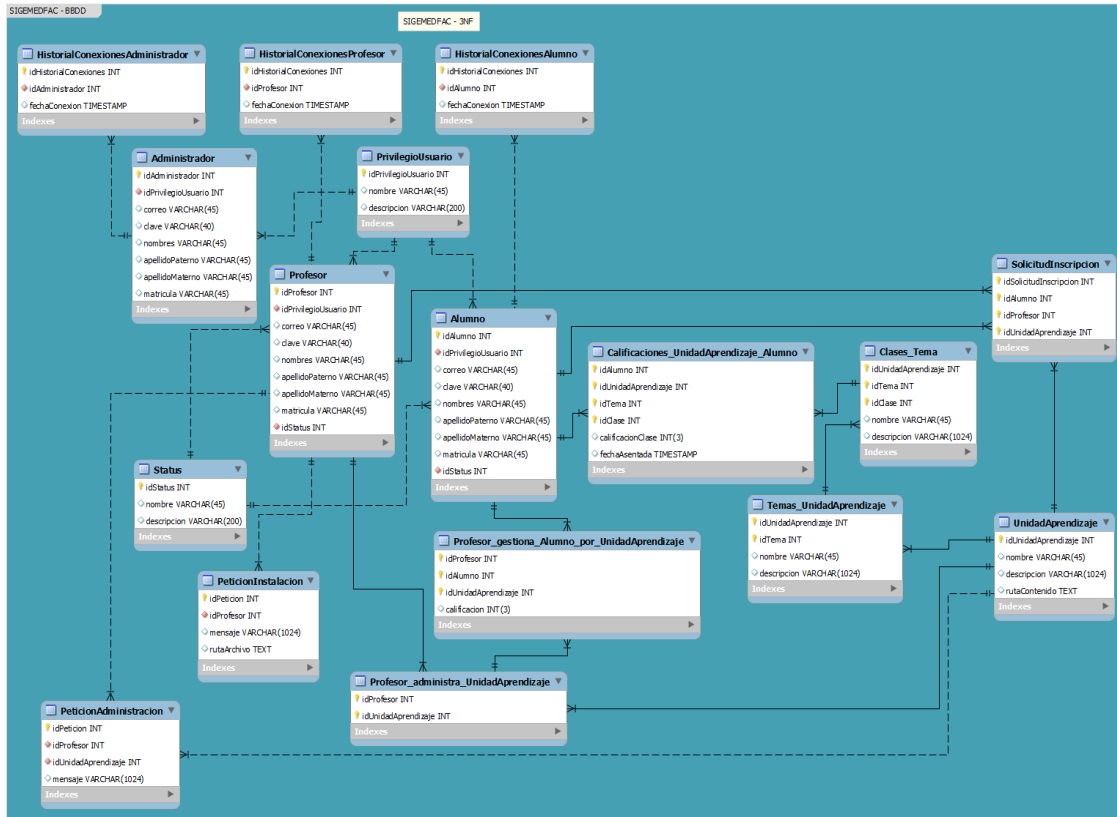 SIGEMEDFAC - BBDD
SIGEMEDFAC - 3NF
HistorialConexionesAdministrador
idHistorialConexiones INT
idAdministrador INT
fechaConexion TIMESTAMP
Indexes
HistorialConexionesProfesor
idHistorialConexiones INT
idProfesor INT
fechaConexion TIMESTAMP
Indexes
HistorialConexionesAlumno
idHistorialConexiones INT
idAlumno INT
fechaConexion TIMESTAMP
Indexes
Administrador
idAdministrador INT
idPrivilegioUsuario INT
correo VARCHAR(45)
clave VARCHAR(40)
nombres VARCHAR(45)
apellidoPaterno VARCHAR(45)
apellidoMaterno VARCHAR(45)
matricula VARCHAR(45)
Indexes
PrivilegioUsuario
idPrivilegioUsuario INT
nombre VARCHAR(45)
descripcion VARCHAR(200)
Indexes
Profesor
idProfesor INT
idPrivilegioUsuario INT
correo VARCHAR(45)
clave VARCHAR(40)
nombres VARCHAR(45)
apellidoPaterno VARCHAR(45)
apellidoMaterno VARCHAR(45)
matricula VARCHAR(45)
idStatus INT
Indexes
Alumno
idAlumno INT
idPrivilegioUsuario INT
correo VARCHAR(45)
clave VARCHAR(40)
nombres VARCHAR(45)
apellidoPaterno VARCHAR(45)
apellidoMaterno VARCHAR(45)
matricula VARCHAR(45)
idStatus INT
Indexes
SolicitudInscripcion
idSolicitudInscripcion INT
idAlumno INT
idProfesor INT
idUnidadAprendizaje INT
Indexes
Calificaciones_UnidadAprendizaje_Alumno
idAlumno INT
idUnidadAprendizaje INT
idTema INT
idClase INT
calificacionClase INT(3)
fechaAsentada TIMESTAMP
Indexes
Clases_Tema
idUnidadAprendizaje INT
idTema INT
idClase INT
nombre VARCHAR(45)
descripcion VARCHAR(1024)
Indexes
Status
idStatus INT
nombre VARCHAR(45)
descripcion VARCHAR(200)
Indexes
Temas_UnidadAprendizaje
idUnidadAprendizaje INT
idTema INT
nombre VARCHAR(45)
descripcion VARCHAR(1024)
Indexes
UnidadAprendizaje
idUnidadAprendizaje INT
nombre VARCHAR(45)
descripcion VARCHAR(1024)
rutaContenido TEXT
Indexes
Profesor_gestiona_Alumno_por_UnidadAprendizaje
idProfesor INT
idAlumno INT
idUnidadAprendizaje INT
calificacion INT(3)
Indexes
PeticionInstalacion
idPeticion INT
idProfesor INT
mensaje VARCHAR(1024)
rutaArchivo TEXT
Indexes
Profesor_administra_UnidadAprendizaje
idProfesor INT
idUnidadAprendizaje INT
Indexes
PeticionAdministracion
idPeticion INT
idProfesor INT
idUnidadAprendizaje INT
mensaje VARCHAR(1024)
Indexes